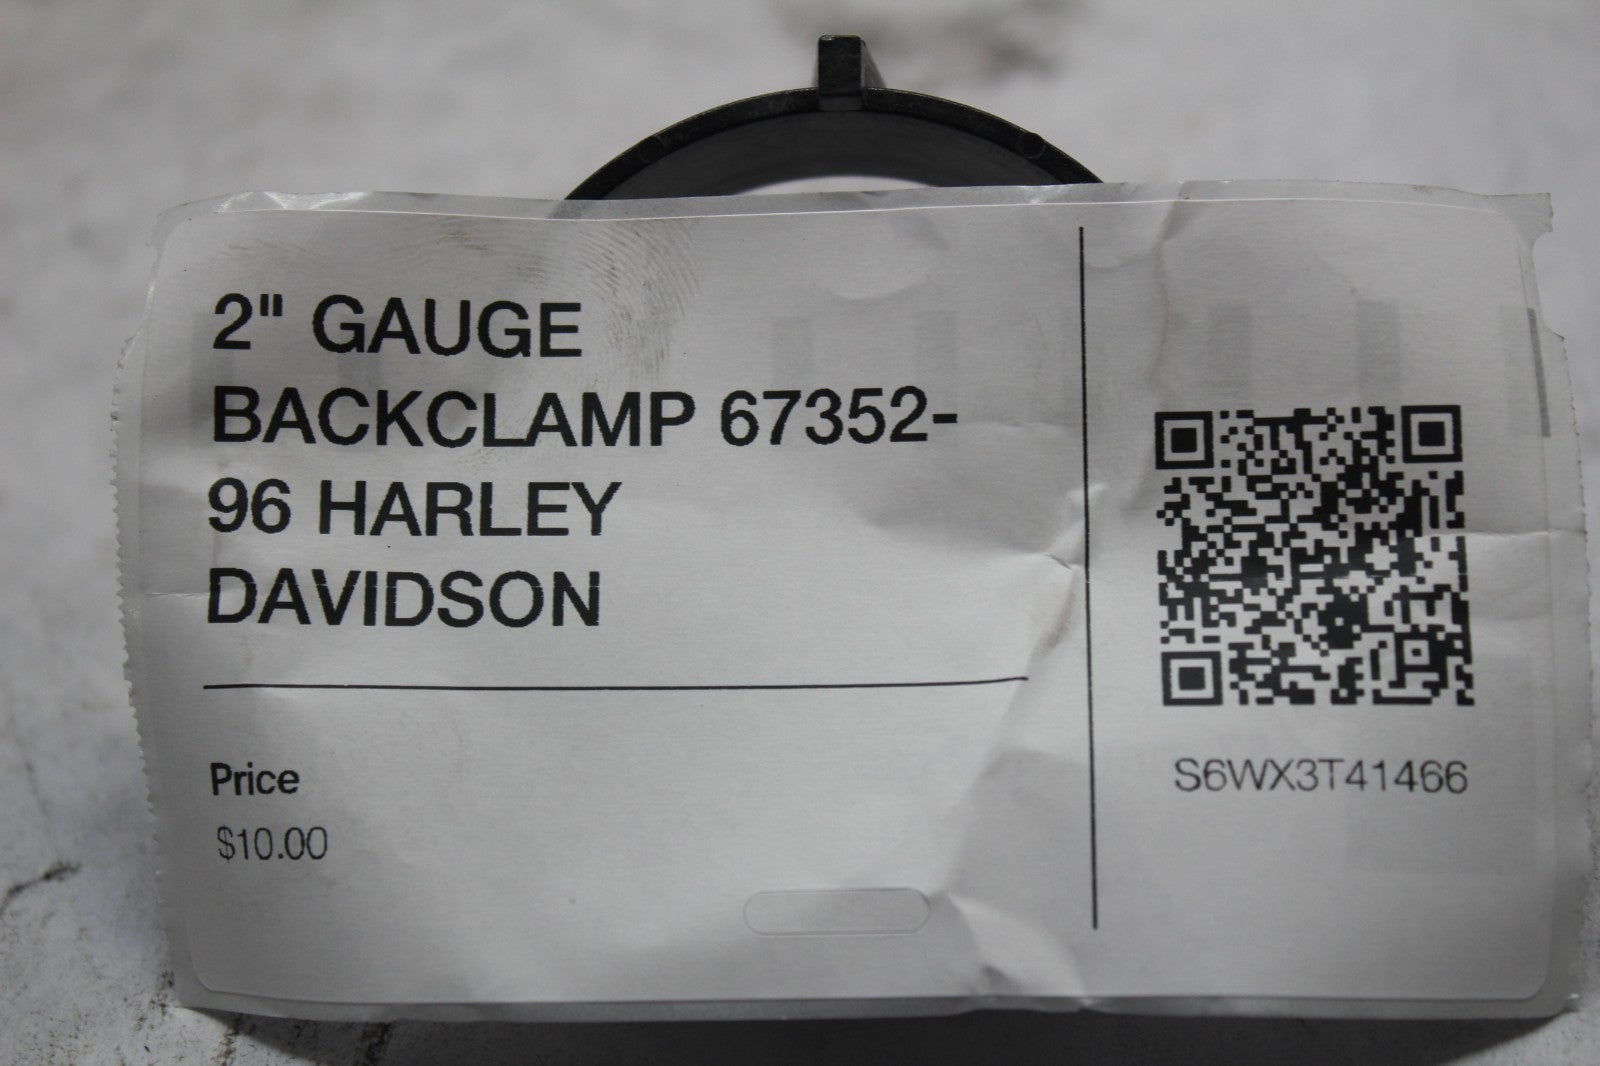 2" GAUGE
BACKCLAMP 67352-
96 HARLEY
DAVIDSON
Price
$10.00
S6WX3T41466